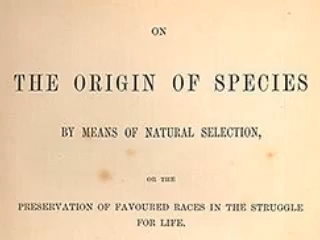 ON
THE ORIGIN OF SPECIES
BY MEANS OF NATURAL SELECTION,
OR THE
PRESERVATION OF FAVOURED RACES IN THE STRUGGLE
FOR LIFE.